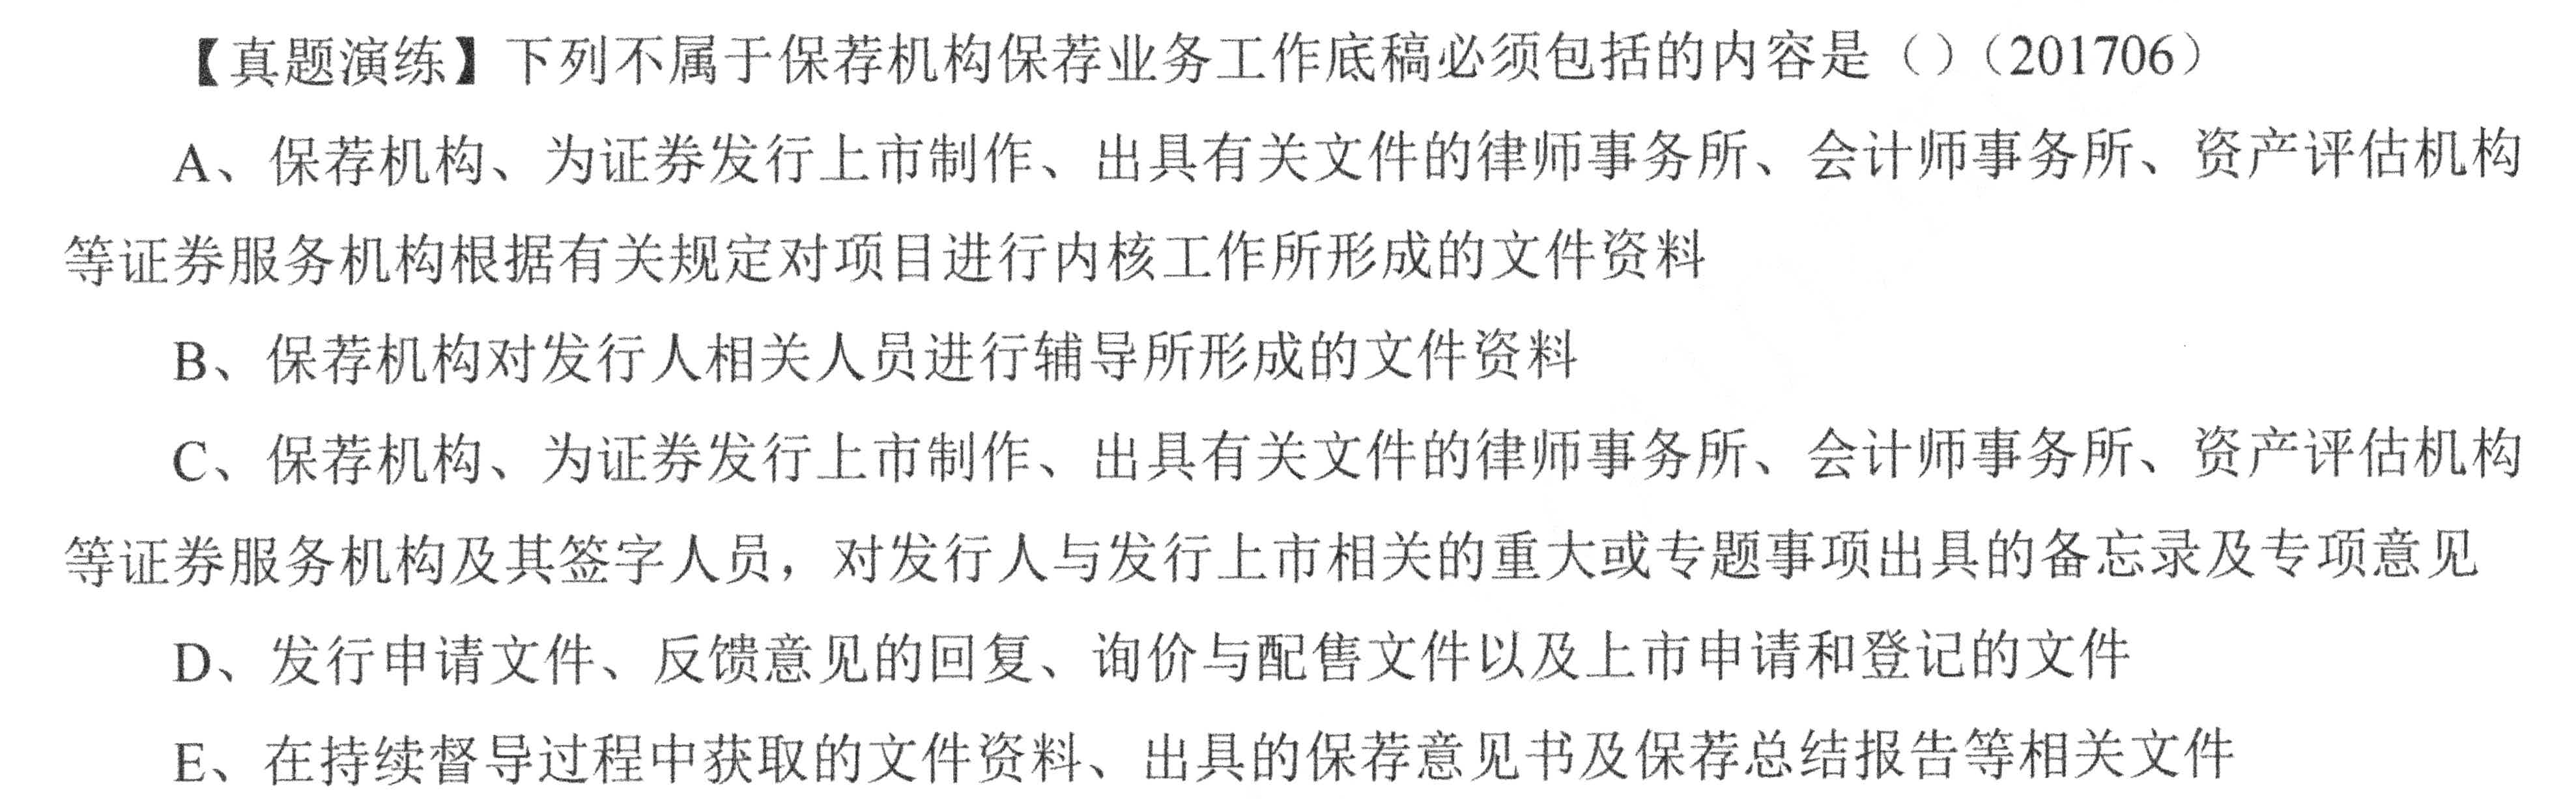 【真题演练】下列不属于保荐机构保荐业务工作底稿必须包括的内容是（）（201706）
A、保荐机构、为证券发行上市制作、出具有关文件的律师事务所、会计师事务所、资产评估机构
等证券服务机构根据有关规定对项目进行内核工作所形成的文件资料
B、保荐机构对发行人相关人员进行辅导所形成的文件资料
C、保荐机构、为证券发行上市制作、出具有关文件的律师事务所、会计师事务所、资产评估机构
等证券服务机构及其签字人员，对发行人与发行上市相关的重大或专题事项出具的备忘录及专项意见
D、发行申请文件、反馈意见的回复、询价与配售文件以及上市申请和登记的文件
E、在持续督导过程中获取的文件资料、出具的保荐意见书及保荐总结报告等相关文件